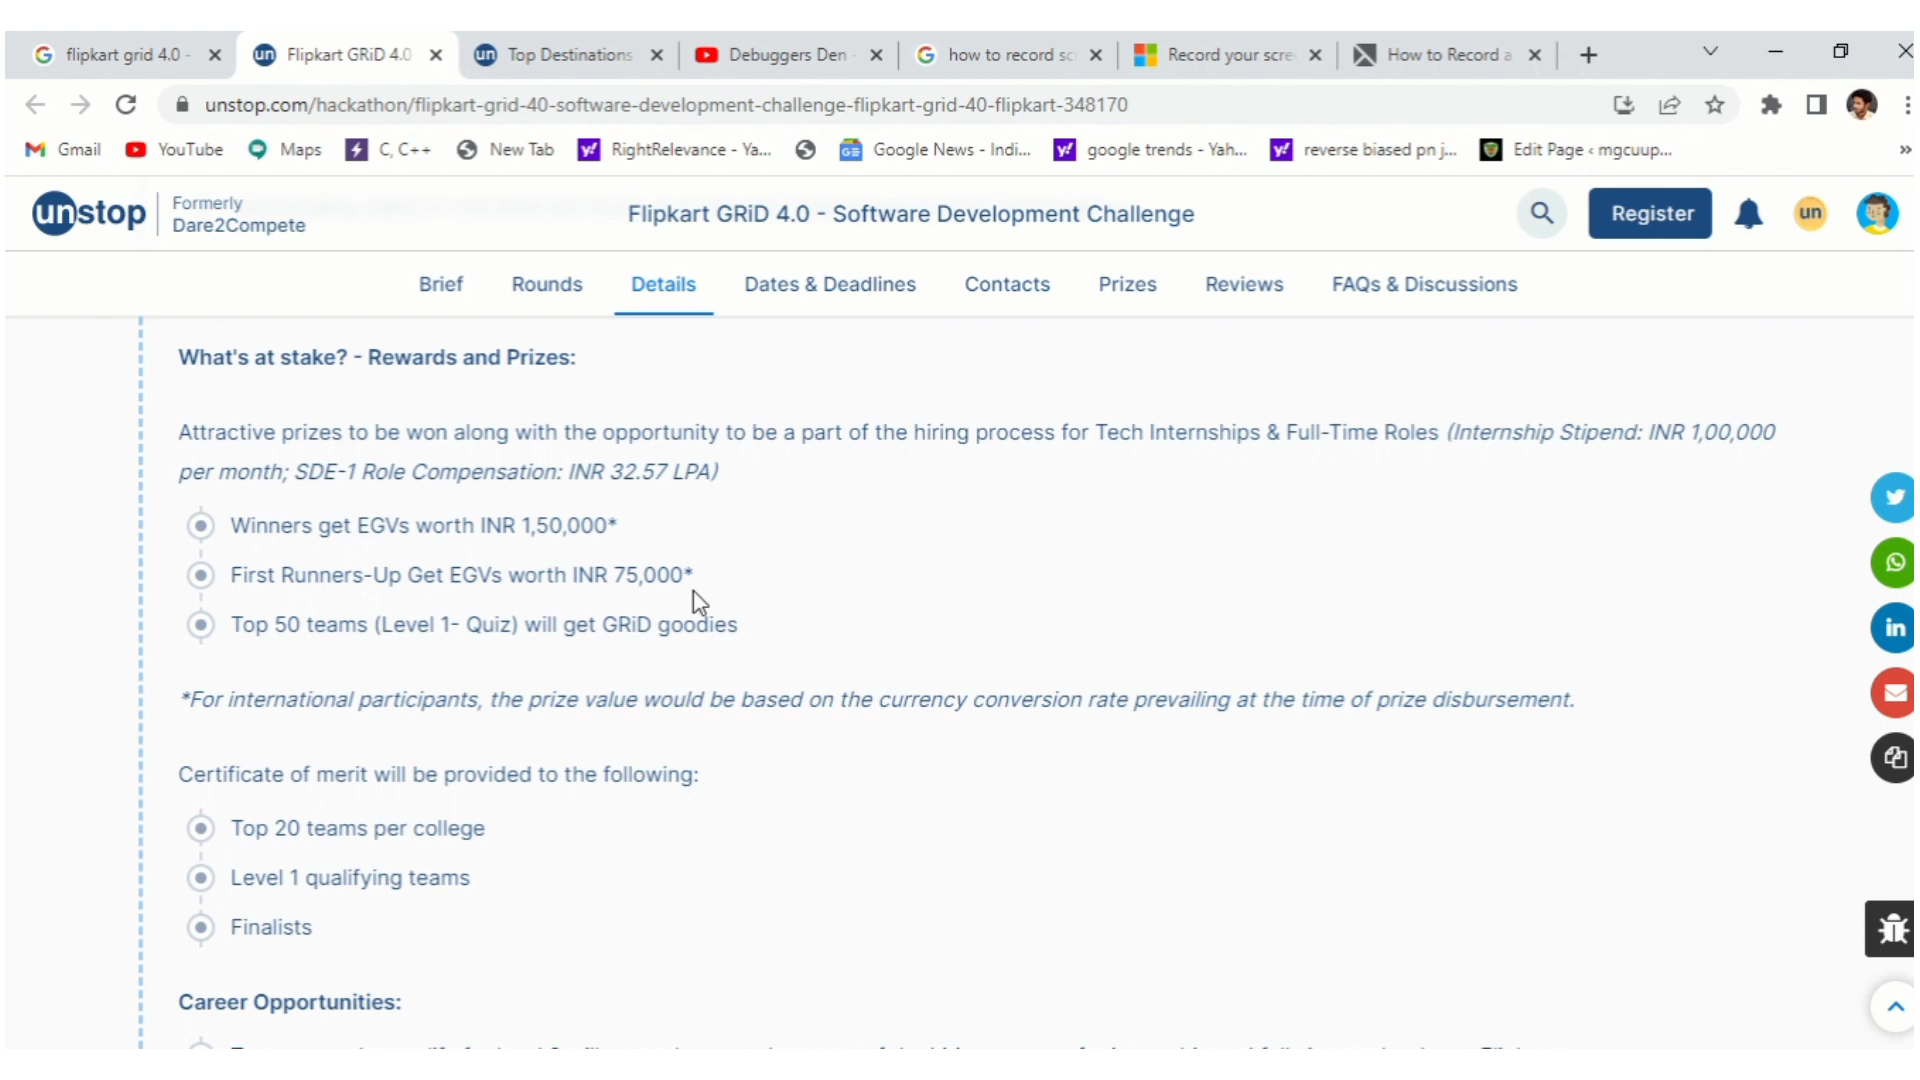 flipkart grid 4.0 -
Flipkart GRiD 4.0
Top Destinations
Debuggers Den -
how to record sc
Record your scre
How to Record a
unstop.com/hackathon/flipkart-grid-40-software-development-challenge-flipkart-grid-40-flipkart-348170
Gmail
YouTube
Maps
C, C++
New Tab
RightRelevance - Ya...
Google News - Indi...
google trends - Yah...
reverse biased pn j...
Edit Page ‹ mgcuup...
»
unstop
Formerly
Dare2Compete
Flipkart GRiD 4.0 - Software Development Challenge
Register
un
Brief
Rounds
Details
Dates & Deadlines
Contacts
Prizes
Reviews
FAQs & Discussions
What's at stake? - Rewards and Prizes:
Attractive prizes to be won along with the opportunity to be a part of the hiring process for Tech Internships & Full-Time Roles (Internship Stipend: INR 1,00,000
per month; SDE-1 Role Compensation: INR 32.57 LPA)
Winners get EGVs worth INR 1,50,000*
First Runners-Up Get EGVs worth INR 75,000*
Top 50 teams (Level 1- Quiz) will get GRiD goodies
*For international participants, the prize value would be based on the currency conversion rate prevailing at the time of prize disbursement.
Certificate of merit will be provided to the following:
Top 20 teams per college
Level 1 qualifying teams
Finalists
Career Opportunities: